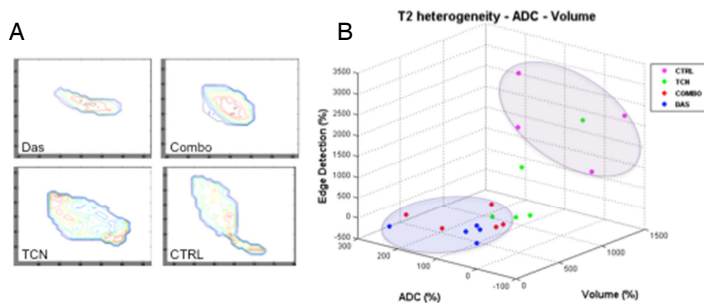 A
B
T2 heterogeneity - ADC - Volume
Das
Combo
TCN
CTRL
CTRL
TCN
COMBO
DAS
Edge Detection (%)
3500
3000
2500
2000
1500
1000
500
0
-500
300
200
100
0
-100
ADC (%)
0
500
1000
1500
Volume (%)